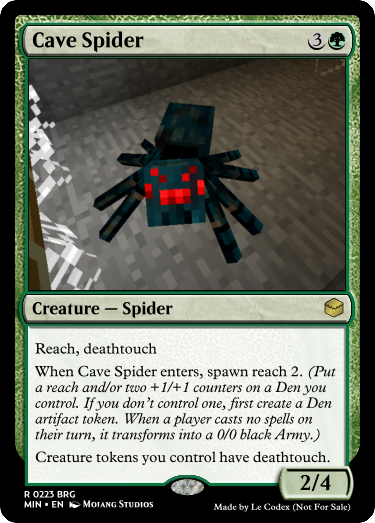 Cave Spider 3
Creature — Spider
Reach, deathtouch
When Cave Spider enters, spawn reach 2. (Put
a reach and/or two +1/+1 counters on a Den you
control. If you don't control one, first create a Den
artifact token. When a player casts no spells on
their turn, it transforms into a 0/0 black Army.)
Creature tokens you control have deathtouch.
2/4
R 0223 BRG
MIN • EN Mojang Studios
Made by Le Codex (Not For Sale)